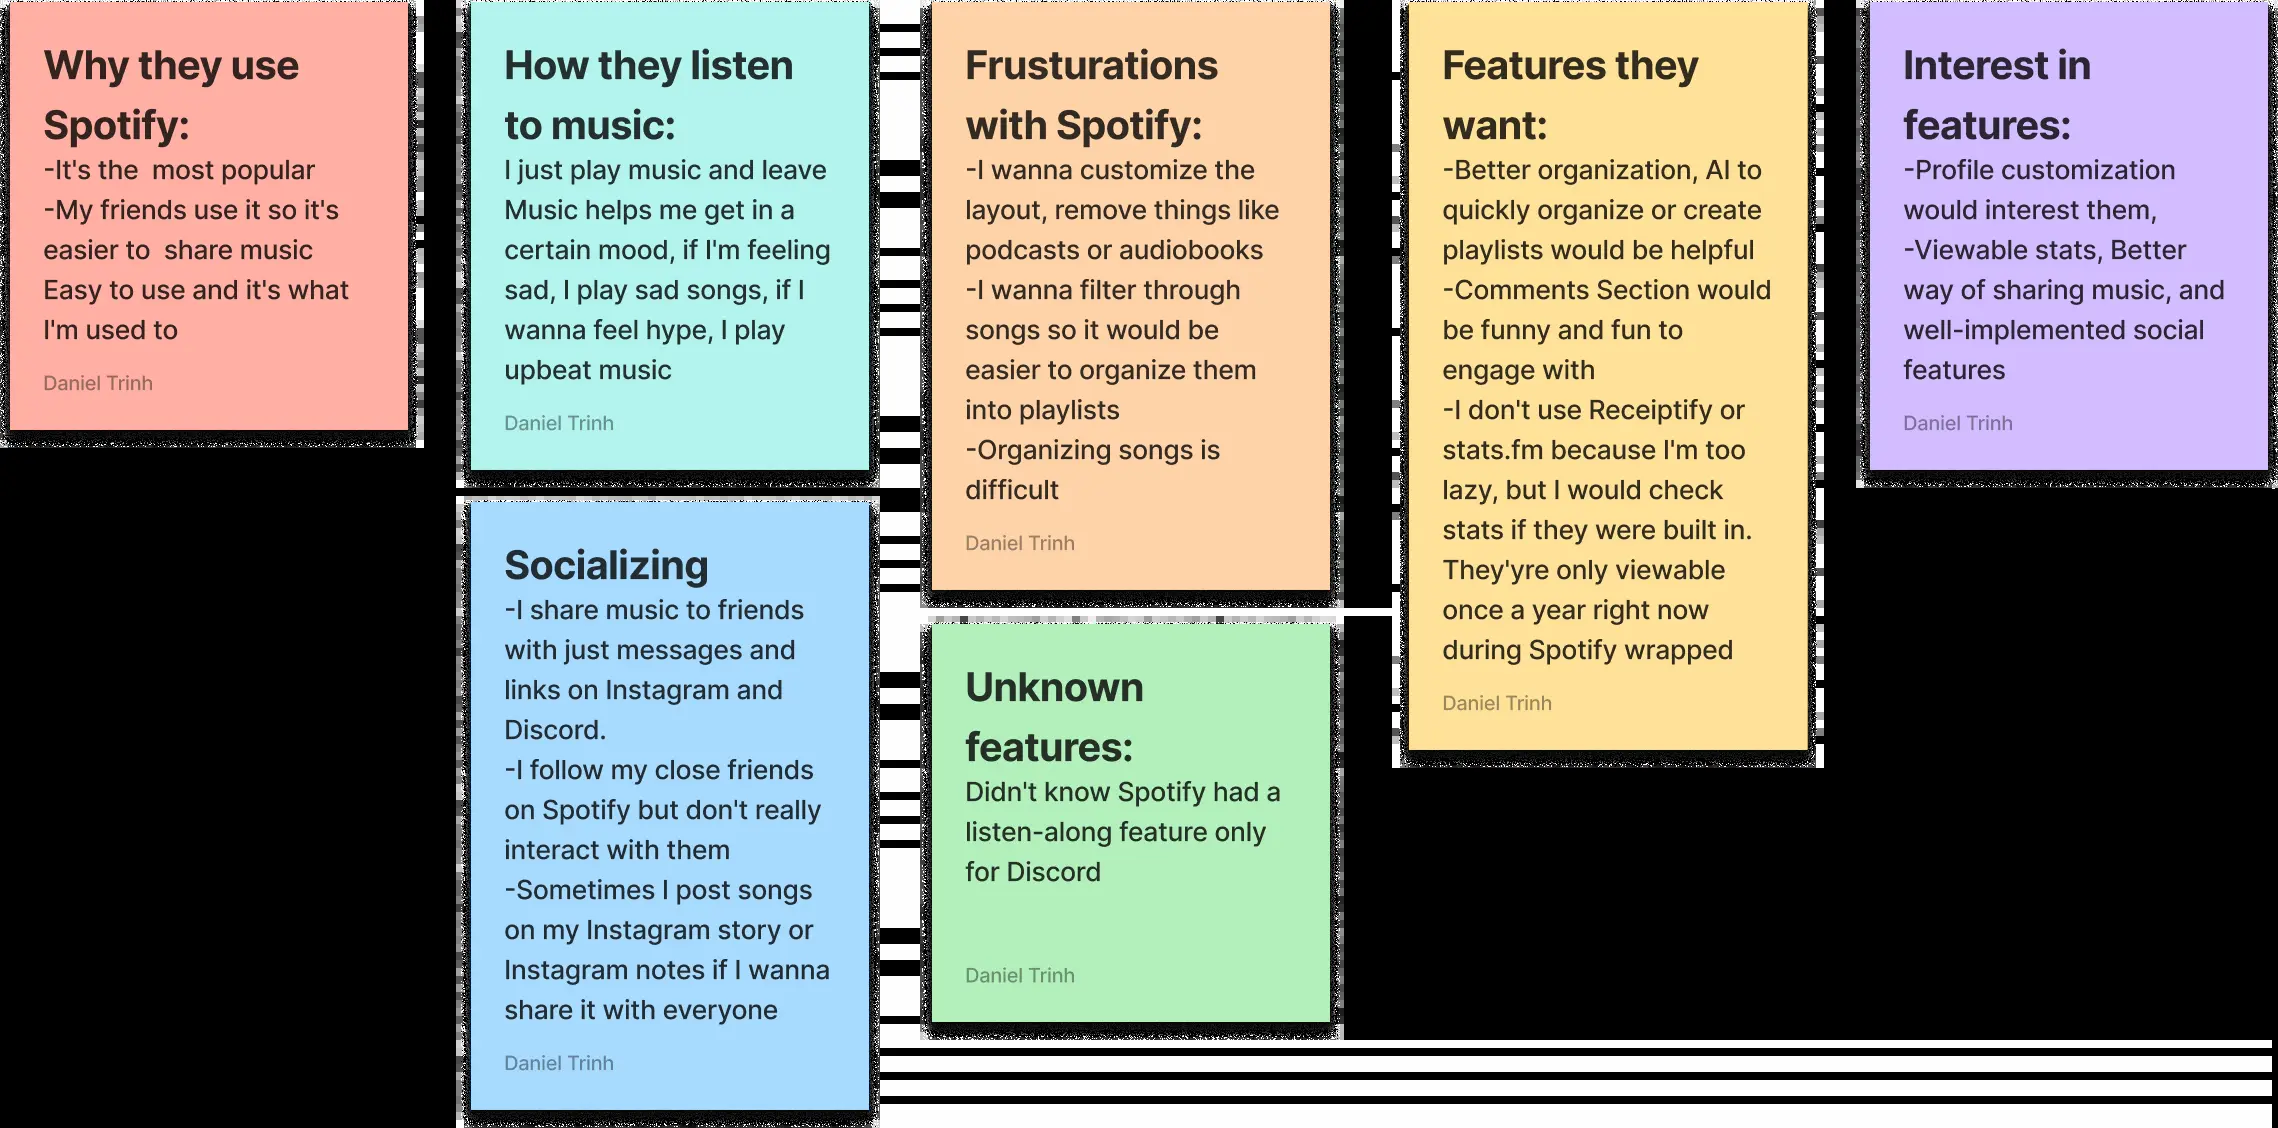 Why they use
Spotify:
-It's the  most popular
-My friends use it so it's
easier to  share music
Easy to use and it's what
I'm used to
Daniel Trinh
How they listen
to music:
I just play music and leave
Music helps me get in a
certain mood, if I'm feeling
sad, I play sad songs, if I
wanna feel hype, I play
upbeat music
Daniel Trinh
Socializing
-I share music to friends
with just messages and
links on Instagram and
Discord.
-I follow my close friends
on Spotify but don't really
interact with them
-Sometimes I post songs
on my Instagram story or
Instagram notes if I wanna
share it with everyone
Daniel Trinh
Frusturations
with Spotify:
-I wanna customize the
layout, remove things like
podcasts or audiobooks
-I wanna filter through
songs so it would be
easier to organize them
into playlists
-Organizing songs is
difficult
Daniel Trinh
Unknown
features:
Didn't know Spotify had a
listen-along feature only
for Discord
Daniel Trinh
Features they
want:
-Better organization, AI to
quickly organize or create
playlists would be helpful
-Comments Section would
be funny and fun to
engage with
-I don't use Receiptify or
stats.fm because I'm too
lazy, but I would check
stats if they were built in.
They'yre only viewable
once a year right now
during Spotify wrapped
Daniel Trinh
Interest in
features:
-Profile customization
would interest them,
-Viewable stats, Better
way of sharing music, and
well-implemented social
features
Daniel Trinh